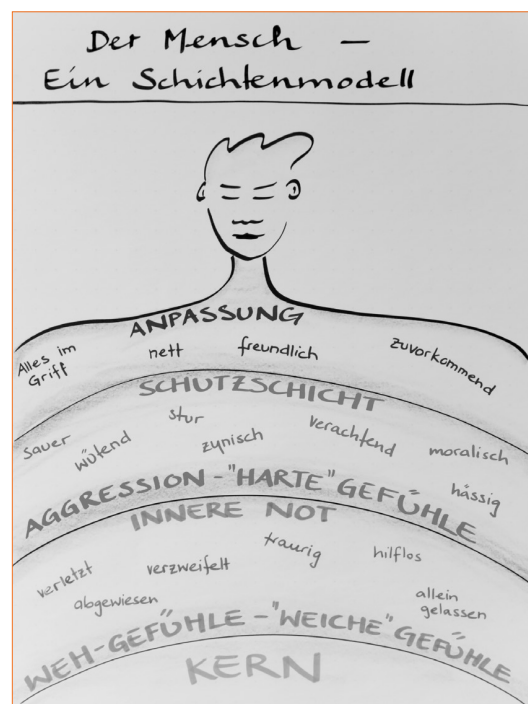 Der Mensch –
Ein Schichtenmodell
ANPASSUNG
Alles im
Griff
nett
freundlich
zuvorkommend
SCHUTZSCHICHT
sauer
wütend
stur
zynisch
verachtend
moralisch
hässig
AGGRESSION - "HARTE" GEFÜHLE
INNERE NOT
verletzt
abgewiesen
verzweifelt
traurig
hilflos
allein
gelassen
WEH-GEFÜHLE - "WEICHE" GEFÜHLE
KERN